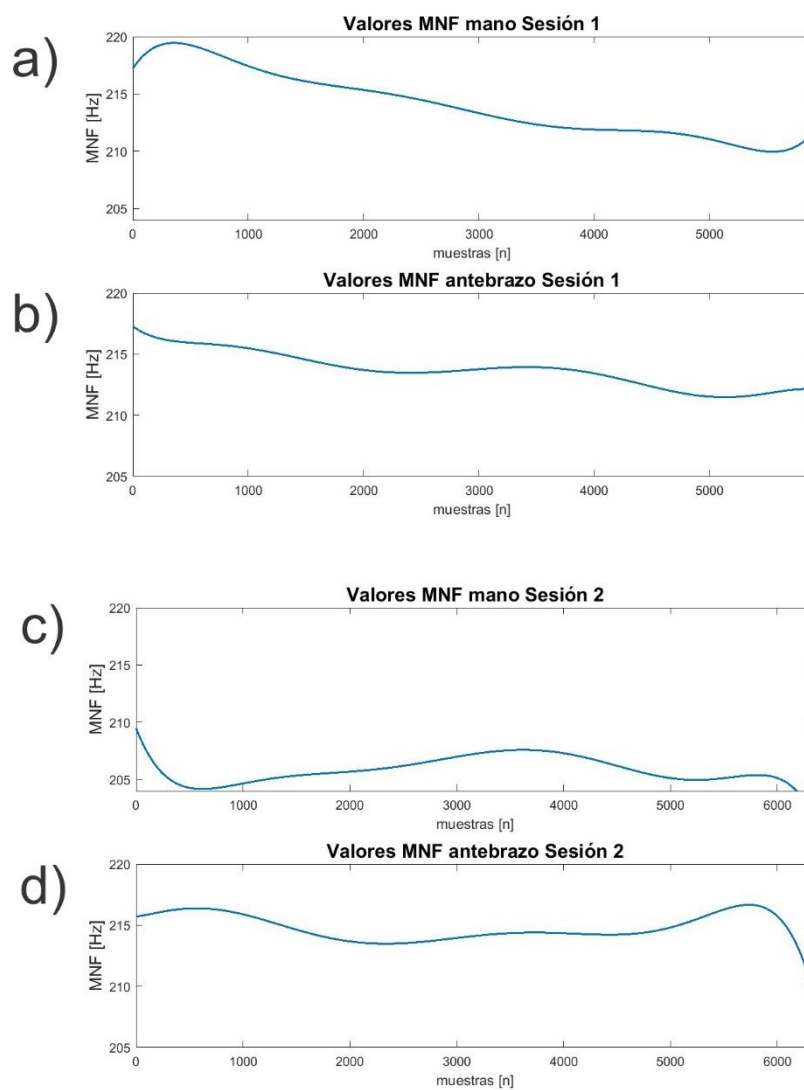 a)
Valores MNF mano Sesión 1
MNF [Hz]
220
215
210
205
0 1000 2000 3000 4000 5000
muestras [n]
b)
Valores MNF antebrazo Sesión 1
MNF [Hz]
220
215
210
205
0 1000 2000 3000 4000 5000
muestras [n]
c)
Valores MNF mano Sesión 2
MNF [Hz]
220
215
210
205
0 1000 2000 3000 4000 5000 6000
muestras [n]
d)
Valores MNF antebrazo Sesión 2
MNF [Hz]
220
215
210
205
0 1000 2000 3000 4000 5000 6000
muestras [n]